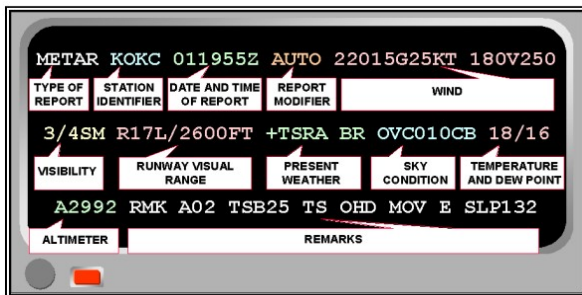 METAR KOKC 011955Z AUTO 22015G25KT 180V250
TYPE OF REPORT STATION IDENTIFIER DATE AND TIME OF REPORT REPORT MODIFIER WIND
3/4SM R17L/2600FT +TSRA BR OVC010CB 18/16
VISIBILITY RUNWAY VISUAL RANGE PRESENT WEATHER SKY CONDITION TEMPERATURE AND DEW POINT
A2992 RMK A02 TSB25 TS OHD MOV E SLP132
ALTIMETER REMARKS